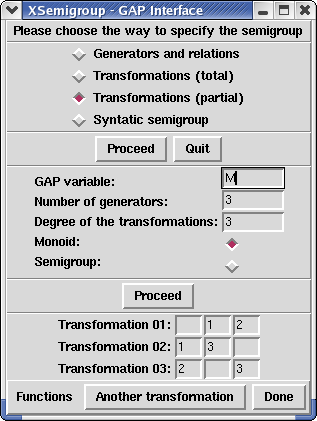 XSemigroup - GAP Interface
Please choose the way to specify the semigroup
Generators and relations
Transformations (total)
Transformations (partial)
Syntatic semigroup
Proceed Quit
GAP variable: M
Number of generators: 3
Degree of the transformations: 3
Monoid:
Semigroup:
Proceed
Transformation 01: 1 2
Transformation 02: 1 3
Transformation 03: 2 3
Functions Another transformation Done